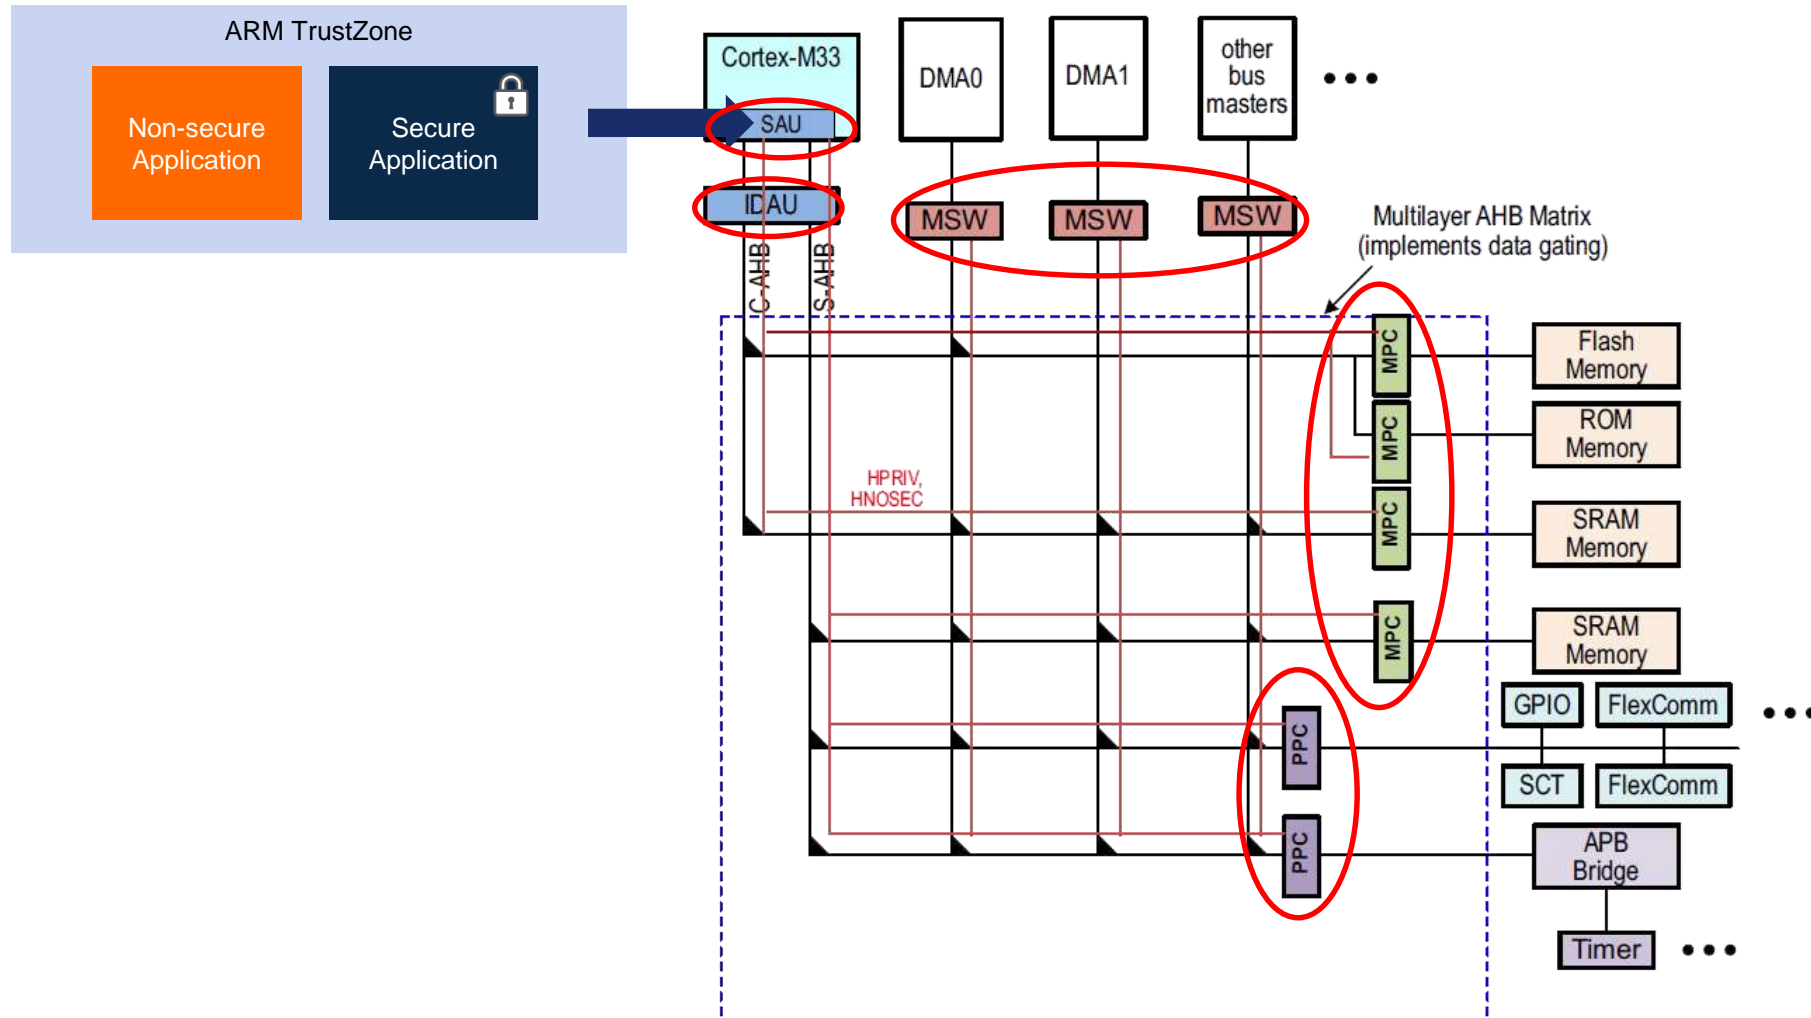 ARM TrustZone
Non-secure
Application
Secure
Application
Cortex-M33
SAU
IDAU
C-AHB
S-AHB
DMA0
DMA1
other
bus
masters
MSW
MSW
MSW
Multilayer AHB Matrix
(implements data gating)
HPRIV,
HNOSEC
MPC
MPC
MPC
MPC
PPC
PPC
Flash
Memory
ROM
Memory
SRAM
Memory
SRAM
Memory
GPIO
FlexComm
SCT
FlexComm
APB
Bridge
Timer